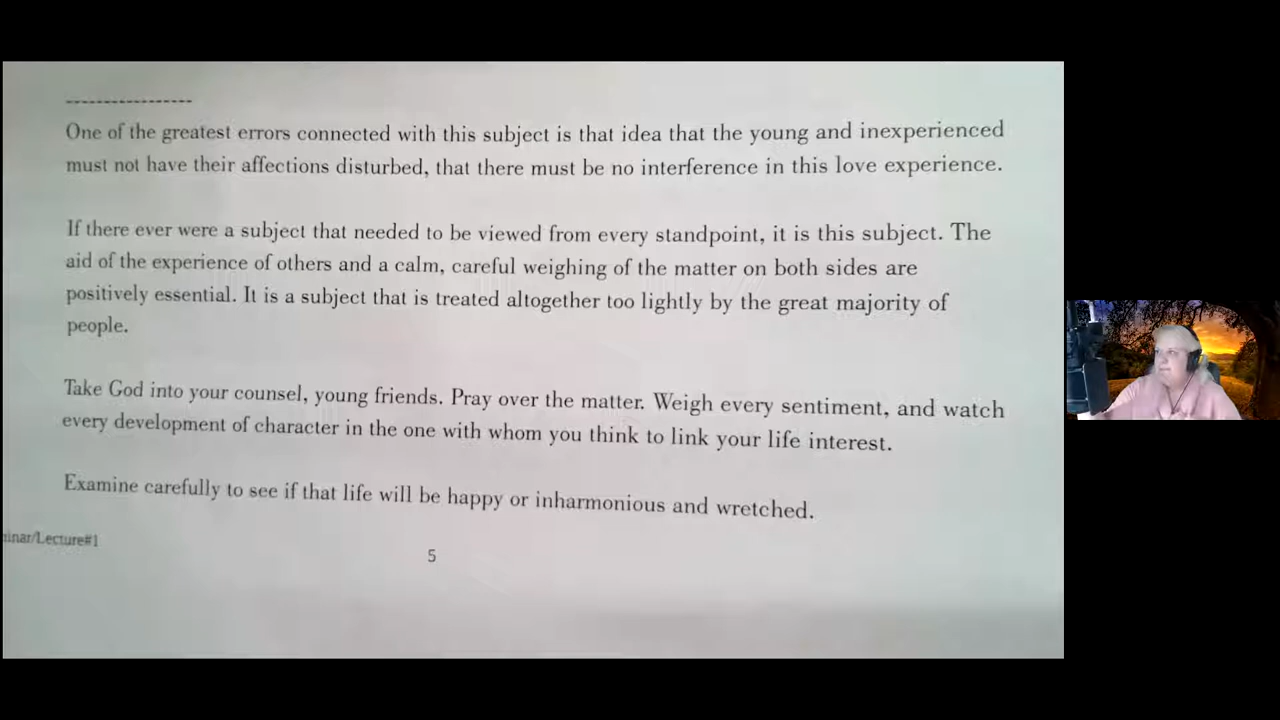 ------------------
One of the greatest errors connected with this subject is that idea that the young and inexperienced
must not have their affections disturbed, that there must be no interference in this love experience.
If there ever were a subject that needed to be viewed from every standpoint, it is this subject. The
aid of the experience of others and a calm, careful weighing of the matter on both sides are
positively essential. It is a subject that is treated altogether too lightly by the great majority of
people.
Take God into your counsel, young friends. Pray over the matter. Weigh every sentiment, and watch
every development of character in the one with whom you think to link your life interest.
Examine carefully to see if that life will be happy or inharmonious and wretched.
inar/Lecture#1
5